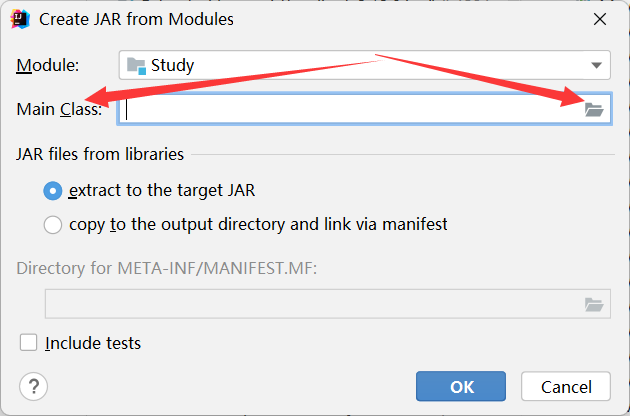 Create JAR from Modules
Module: Study
Main Class:
JAR files from libraries
extract to the target JAR
copy to the output directory and link via manifest
Directory for META-INF/MANIFEST.MF:
Include tests
? OK Cancel